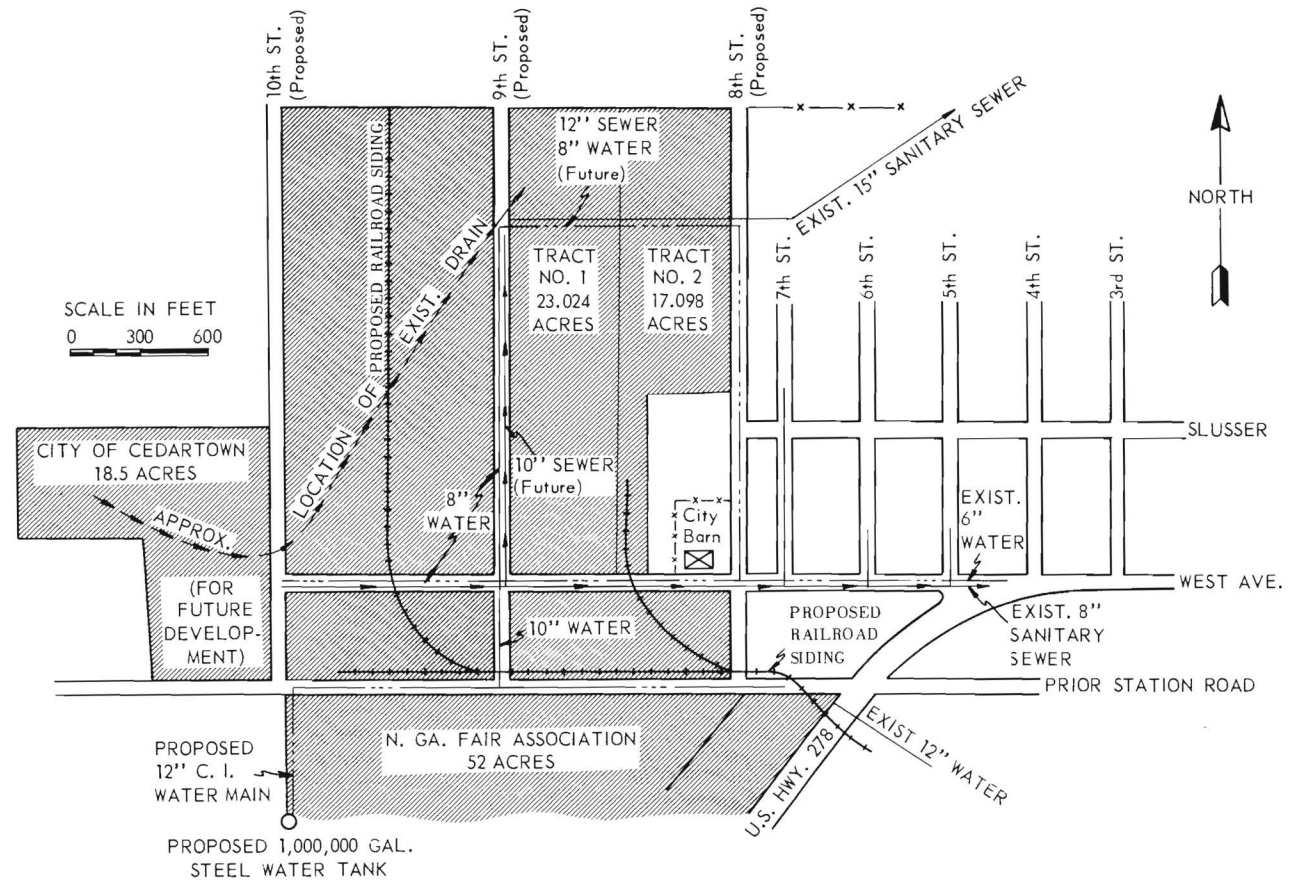 10th ST.
(Proposed)
9th ST.
(Proposed)
8th ST.
(Proposed)
12'' SEWER
8'' WATER
(Future)
EXIST. 15'' SANITARY SEWER
NORTH
LOCATION OF PROPOSED RAILROAD SIDING
EXIST. DRAIN
TRACT
NO. 1
23.024
ACRES
TRACT
NO. 2
17.098
ACRES
7th ST.
6th ST.
5th ST.
4th ST.
3rd ST.
SCALE IN FEET
0 300 600
SLUSSER
CITY OF CEDARTOWN
18.5 ACRES
APPROX.
10'' SEWER
(Future)
8''
WATER
City
Barn
EXIST.
6''
WATER
WEST AVE.
(FOR
FUTURE
DEVELOP-
MENT)
10'' WATER
PROPOSED
RAILROAD
SIDING
EXIST. 8''
SANITARY
SEWER
PRIOR STATION ROAD
N. GA. FAIR ASSOCIATION
52 ACRES
EXIST 12'' WATER
U.S. HWY. 278
PROPOSED
12'' C. I.
WATER MAIN
PROPOSED 1,000,000 GAL.
STEEL WATER TANK